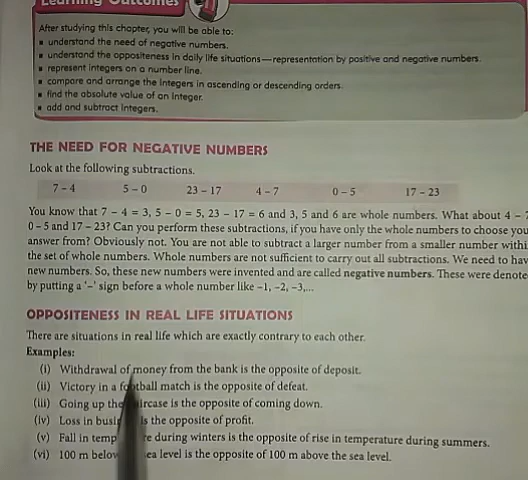 Learning Outcomes
After studying this chapter, you will be able to:
▪ understand the need of negative numbers.
▪ understand the oppositeness in daily life situations—representation by positive and negative numbers.
▪ represent integers on a number line.
▪ compare and arrange the integers in ascending or descending orders.
▪ find the absolute value of an integer.
▪ add and subtract integers.
THE NEED FOR NEGATIVE NUMBERS
Look at the following subtractions.
7 – 4 5 – 0 23 – 17 4 – 7 0 – 5 17 – 23
You know that 7 – 4 = 3, 5 – 0 = 5, 23 – 17 = 6 and 3, 5 and 6 are whole numbers. What about 4 –
0 – 5 and 17 – 23? Can you perform these subtractions, if you have only the whole numbers to choose you
answer from? Obviously not. You are not able to subtract a larger number from a smaller number withi
the set of whole numbers. Whole numbers are not sufficient to carry out all subtractions. We need to hav
new numbers. So, these new numbers were invented and are called negative numbers. These were denote
by putting a '–' sign before a whole number like –1, –2, –3,...
OPPOSITENESS IN REAL LIFE SITUATIONS
There are situations in real life which are exactly contrary to each other.
Examples:
(i) Withdrawal of money from the bank is the opposite of deposit.
(ii) Victory in a football match is the opposite of defeat.
(iii) Going up the ircase is the opposite of coming down.
(iv) Loss in busi is the opposite of profit.
(v) Fall in temp re during winters is the opposite of rise in temperature during summers.
(vi) 100 m below ea level is the opposite of 100 m above the sea level.